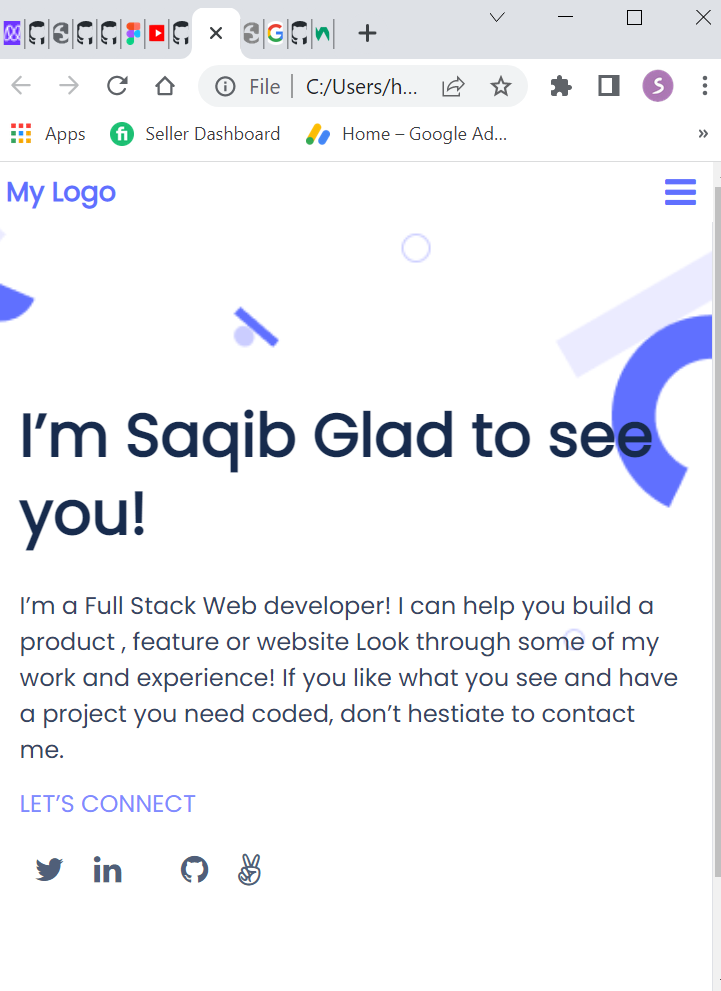 File | C:/Users/h...
Apps Seller Dashboard Home – Google Ad... »
My Logo
I’m Saqib Glad to see
you!
I’m a Full Stack Web developer! I can help you build a
product , feature or website Look through some of my
work and experience! If you like what you see and have
a project you need coded, don’t hestiate to contact
me.
LET’S CONNECT